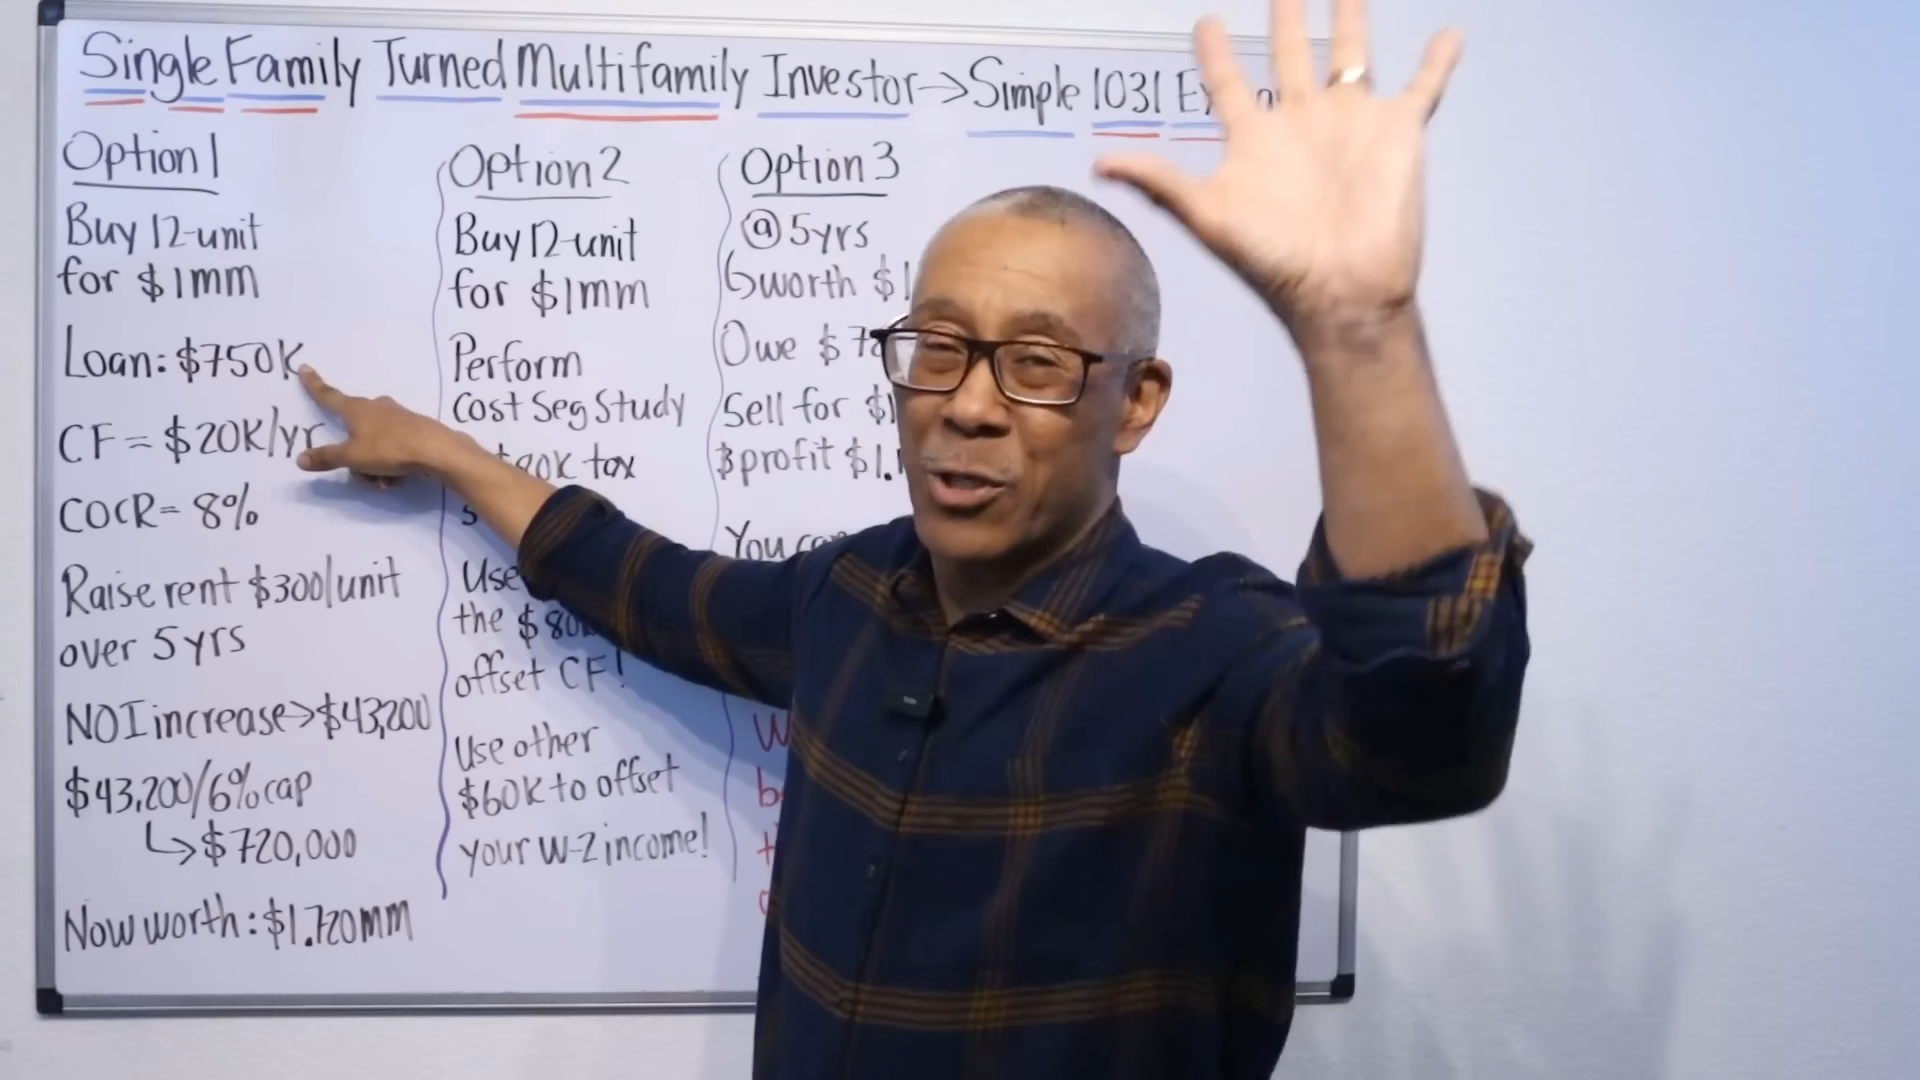 Single Family Turned Multifamily Investor → Simple 1031
Option 1
Buy 12-unit
for $1mm
Loan: $750K
CF = $20K/yr
COCR = 8%
Raise rent $300/unit
over 5yrs
NOI increase → $43,200
$43,200/6% cap
↳ $720,000
Now worth: $1.720mm
Option 2
Buy 12-unit
for $1mm
Perform
Cost Seg Study
tax
Use
the
offset CF!
Use other
$60K to offset
your W-2 income!
Option 3
@ 5yrs
worth
Owe
Sell for
profit
You